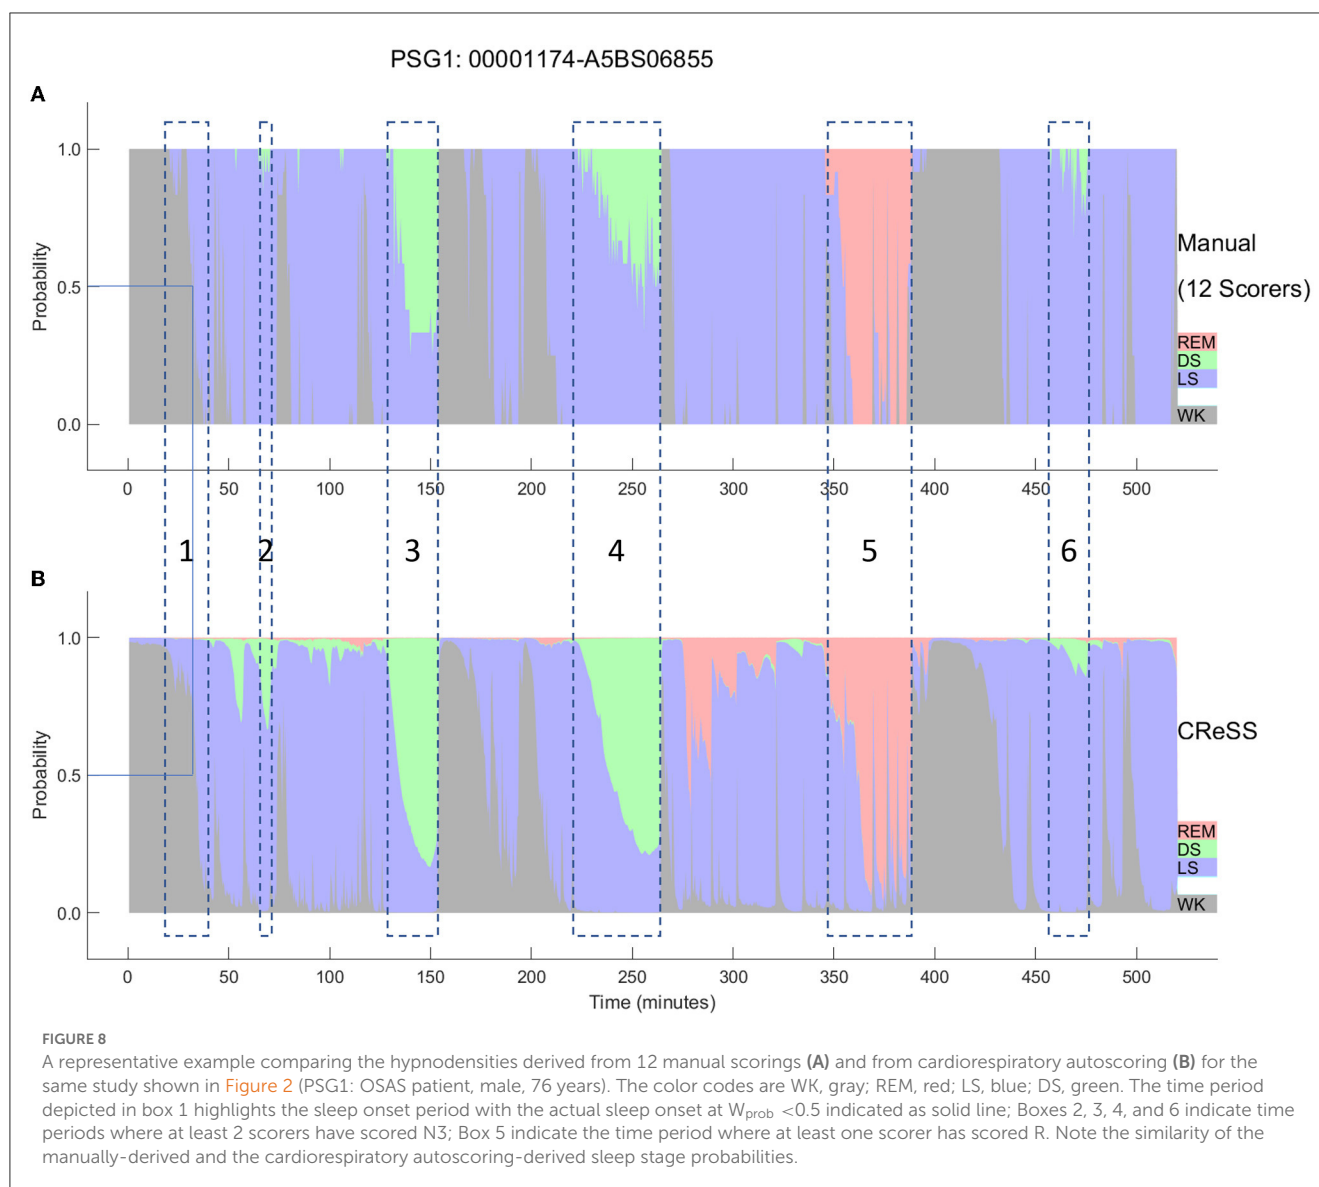 PSG1: 00001174-A5BS06855
A
1.0
0.5
0.0
Probability
Manual
(12 Scorers)
REM
DS
LS
WK
0 50 100 150 200 250 300 350 400 450 500
1 2 3 4 5 6
B
1.0
0.5
0.0
Probability
CReSS
REM
DS
LS
WK
0 50 100 150 200 250 300 350 400 450 500
Time (minutes)
FIGURE 8
A representative example comparing the hypnodensities derived from 12 manual scorings (A) and from cardiorespiratory autoscoring (B) for the
same study shown in Figure 2 (PSG1: OSAS patient, male, 76 years). The color codes are WK, gray; REM, red; LS, blue; DS, green. The time period
depicted in box 1 highlights the sleep onset period with the actual sleep onset at Wprob <0.5 indicated as solid line; Boxes 2, 3, 4, and 6 indicate time
periods where at least 2 scorers have scored N3; Box 5 indicate the time period where at least one scorer has scored R. Note the similarity of the
manually-derived and the cardiorespiratory autoscoring-derived sleep stage probabilities.